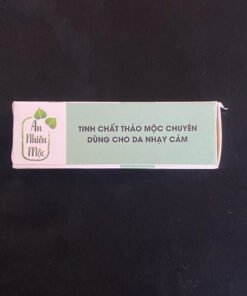 An
Nhiên
Mộc
TINH CHẤT THẢO MỘC CHUYÊN
DÙNG CHO DA NHẠY CẢM